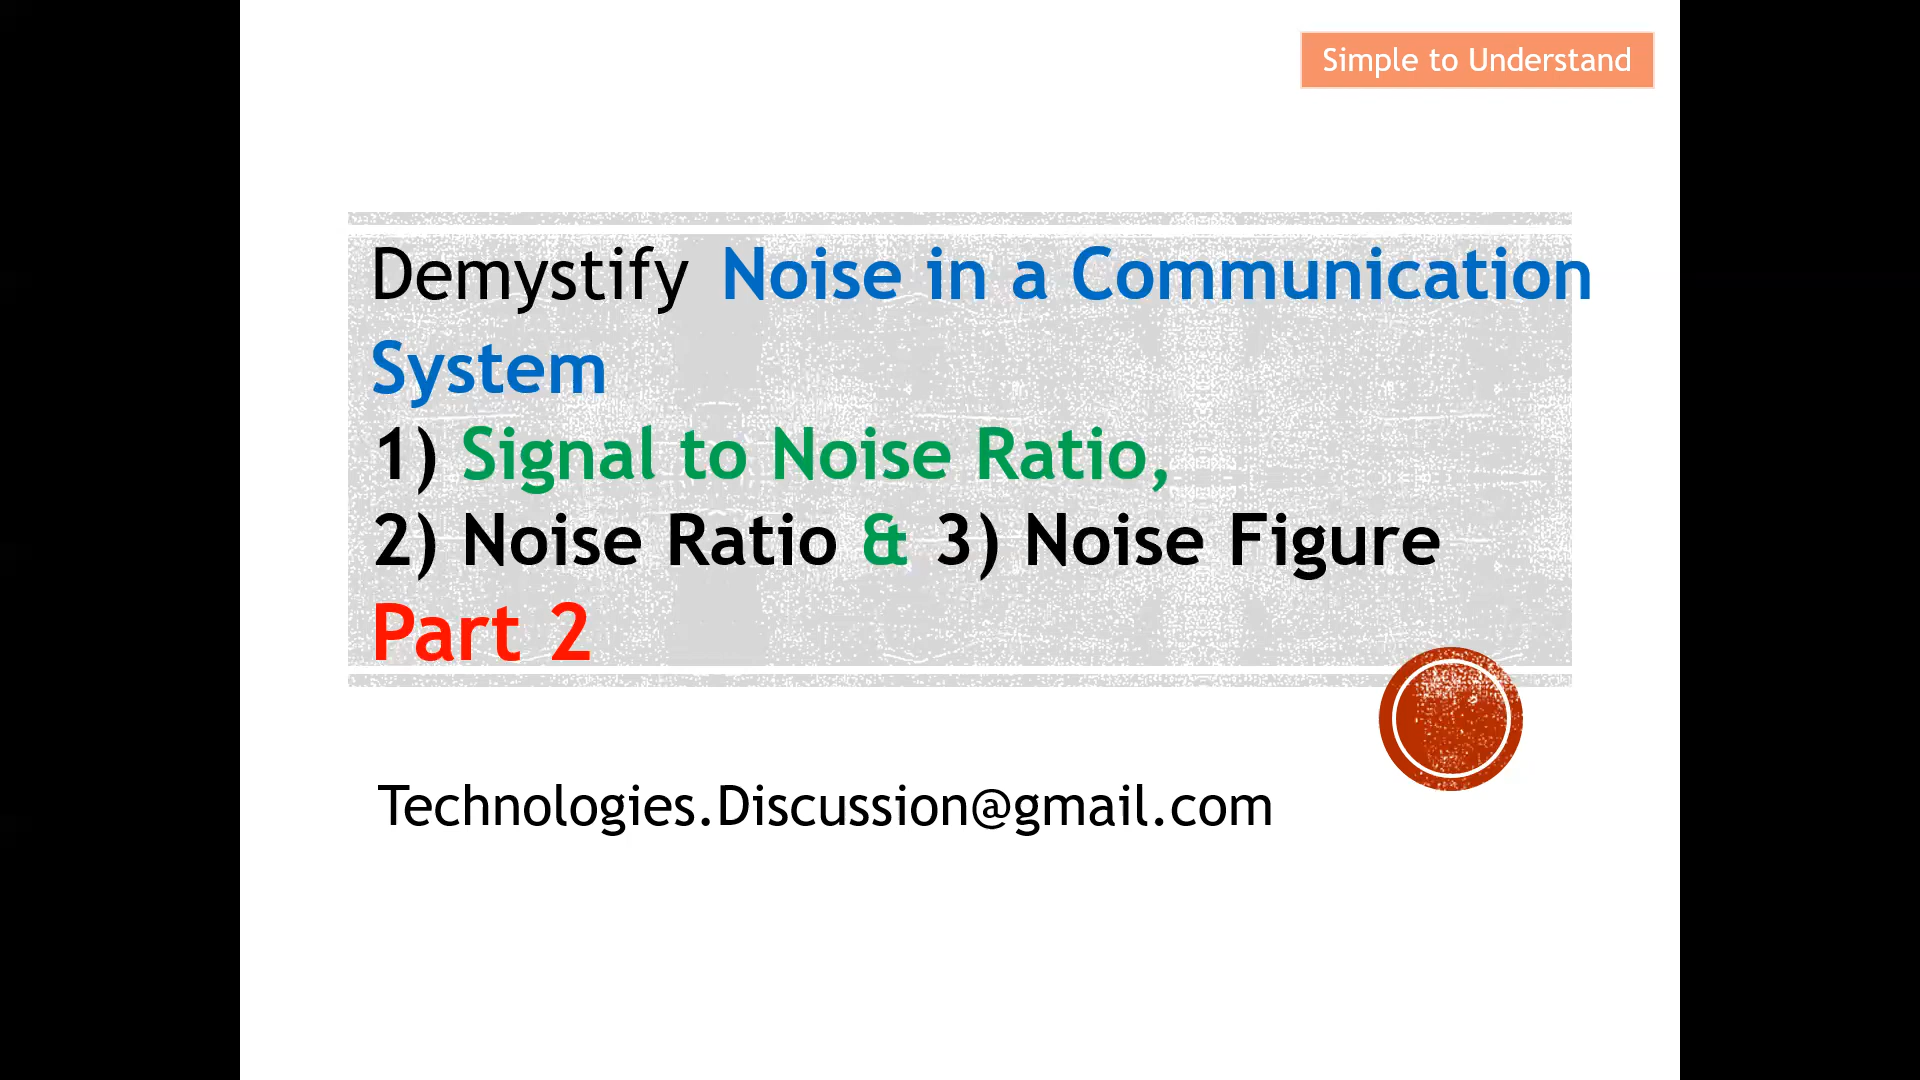 Simple to Understand
Demystify Noise in a Communication
System
1) Signal to Noise Ratio,
2) Noise Ratio & 3) Noise Figure
Part 2
Technologies.Discussion@gmail.com